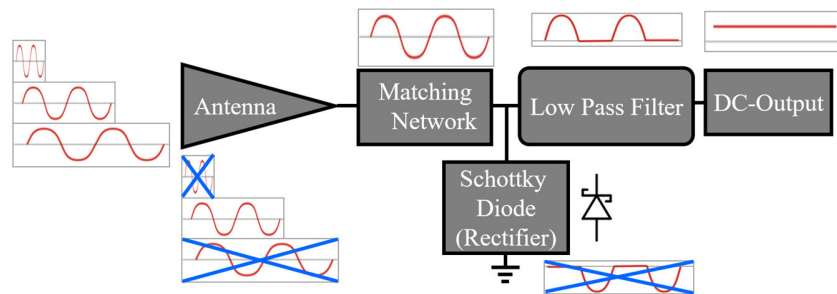 Antenna
Matching
Network
Low Pass Filter
DC-Output
Schottky
Diode
(Rectifier)